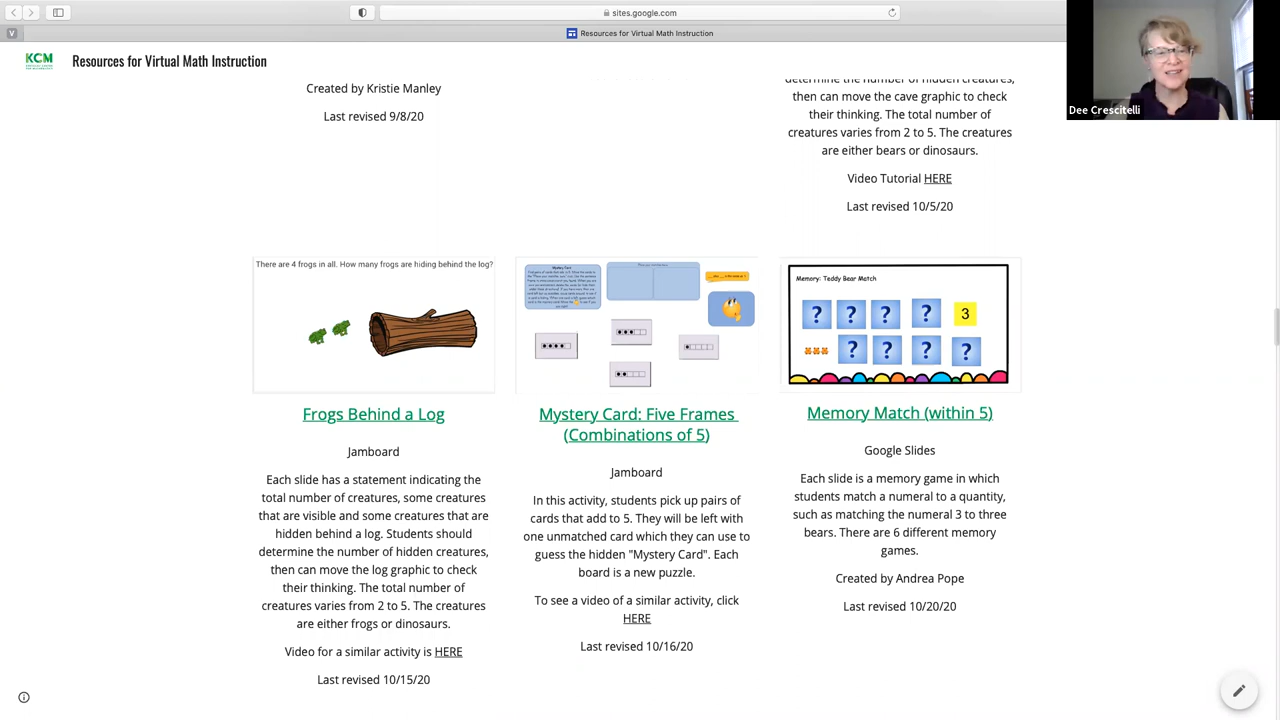 sites.google.com
V
Resources for Virtual Math Instruction
KCM
Resources for Virtual Math Instruction
Dee Crescitelli
Created by Kristie Manley
Last revised 9/8/20
determine the number of hidden creatures,
then can move the cave graphic to check
their thinking. The total number of
creatures varies from 2 to 5. The creatures
are either bears or dinosaurs.
Video Tutorial HERE
Last revised 10/5/20
There are 4 frogs in all. How many frogs are hiding behind the log?
Frogs Behind a Log
Jamboard
Each slide has a statement indicating the
total number of creatures, some creatures
that are visible and some creatures that are
hidden behind a log. Students should
determine the number of hidden creatures,
then can move the log graphic to check
their thinking. The total number of
creatures varies from 2 to 5. The creatures
are either frogs or dinosaurs.
Video for a similar activity is HERE
Last revised 10/15/20
Mystery Card
Mystery Card: Five Frames
(Combinations of 5)
Jamboard
In this activity, students pick up pairs of
cards that add to 5. They will be left with
one unmatched card which they can use to
guess the hidden "Mystery Card". Each
board is a new puzzle.
To see a video of a similar activity, click
HERE
Last revised 10/16/20
Memory: Teddy Bear Match
? ? ? ? 3
? ? ? ?
Memory Match (within 5)
Google Slides
Each slide is a memory game in which
students match a numeral to a quantity,
such as matching the numeral 3 to three
bears. There are 6 different memory
games.
Created by Andrea Pope
Last revised 10/20/20